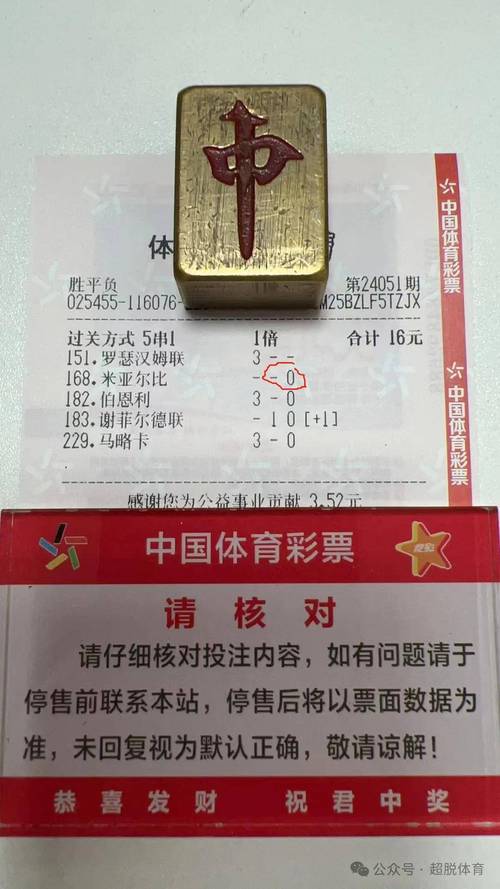 中
体
胜平负
第24051期
025455-116076-
M25BZLF5TZJX
过关方式 5串1 1倍 合计 16元
151.罗瑟汉姆联 3 - -
168.米亚尔比 - - 0
182.伯恩利 3 - 0
183.谢菲尔德联 - 1 0 [+1]
229.马略卡 3 - 0
感谢您为公益事业贡献 3.52元
中国体育彩票
中国体育彩票
中国体育彩票
请核对
请仔细核对投注内容，如有问题请于
停售前联系本站，停售后将以票面数据为
准，未回复视为默认正确，敬请谅解！
恭喜发财 祝君中奖
公众号 · 超脱体育